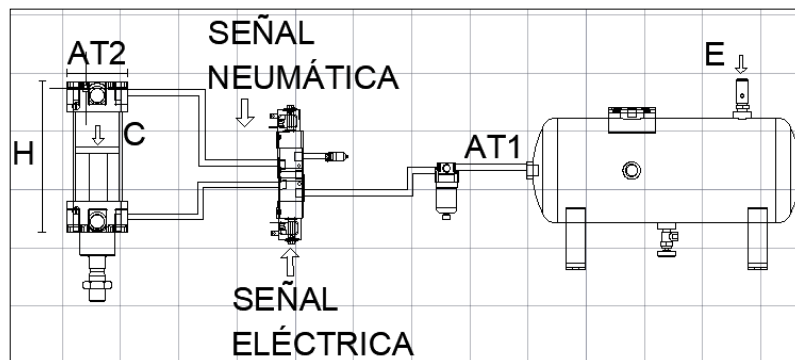 AT2
SEÑAL
NEUMÁTICA
E
C
H
AT1
SEÑAL
ELÉCTRICA